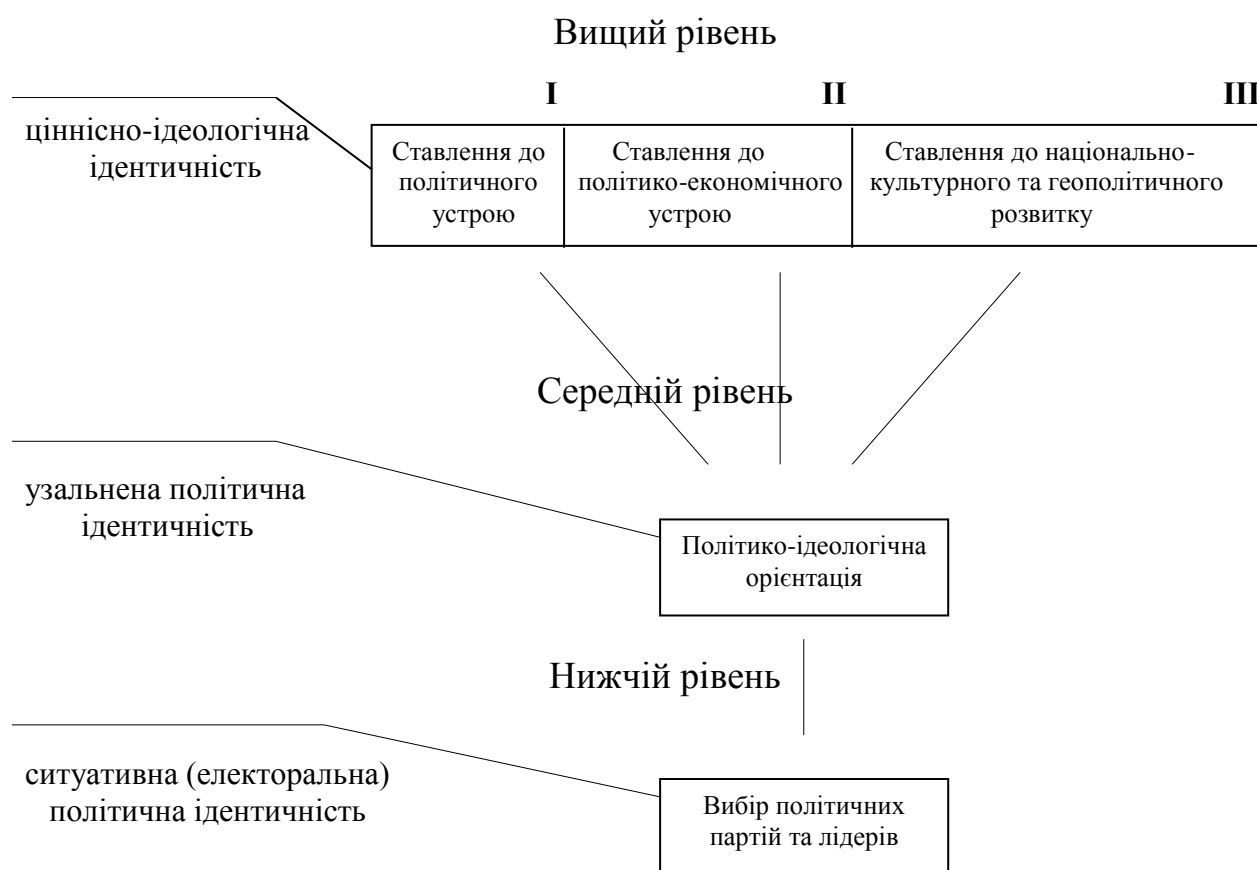 Вищий рівень
I II III
ціннісно-ідеологічна
ідентичність
Ставлення до
політичного
устрою
Ставлення до
політико-економічного
устрою
Ставлення до національно-
культурного та геополітичного
розвитку
Середній рівень
узальнена політична
ідентичність
Політико-ідеологічна
орієнтація
Нижчій рівень
ситуативна (електоральна)
політична ідентичність
Вибір політичних
партій та лідерів